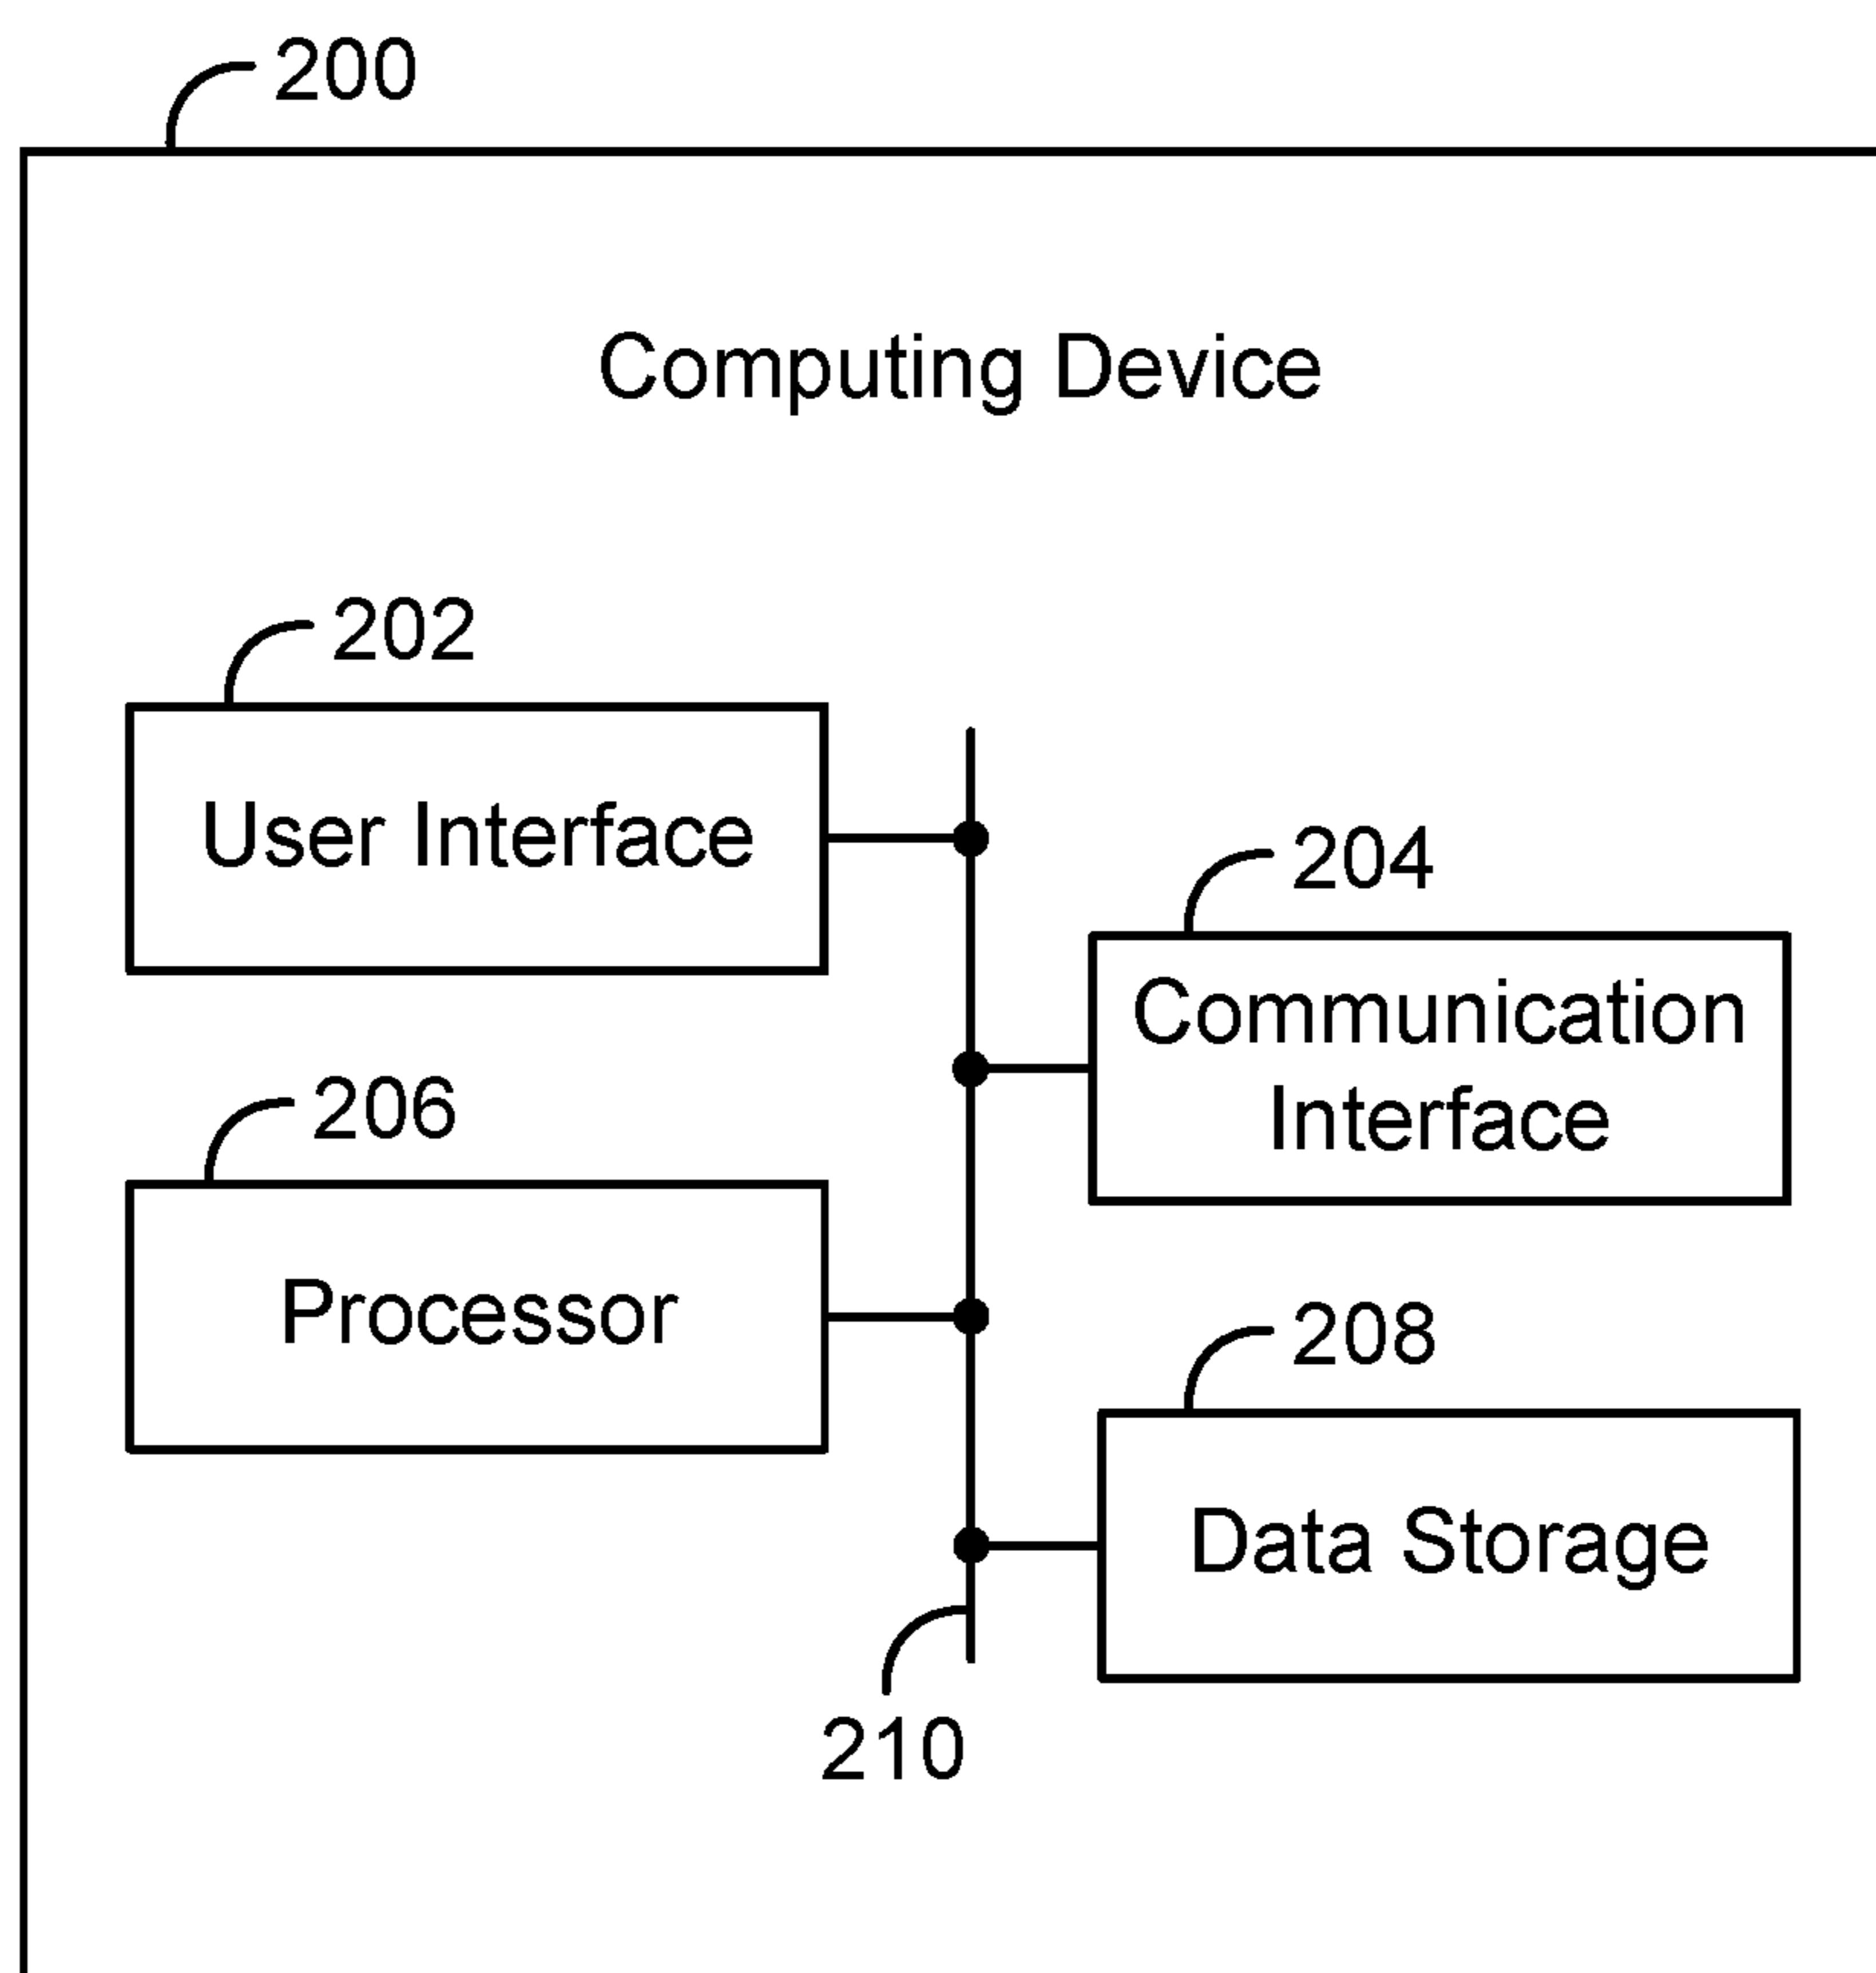 200
Computing Device
202
User Interface
204
Communication
Interface
206
Processor
208
Data Storage
210